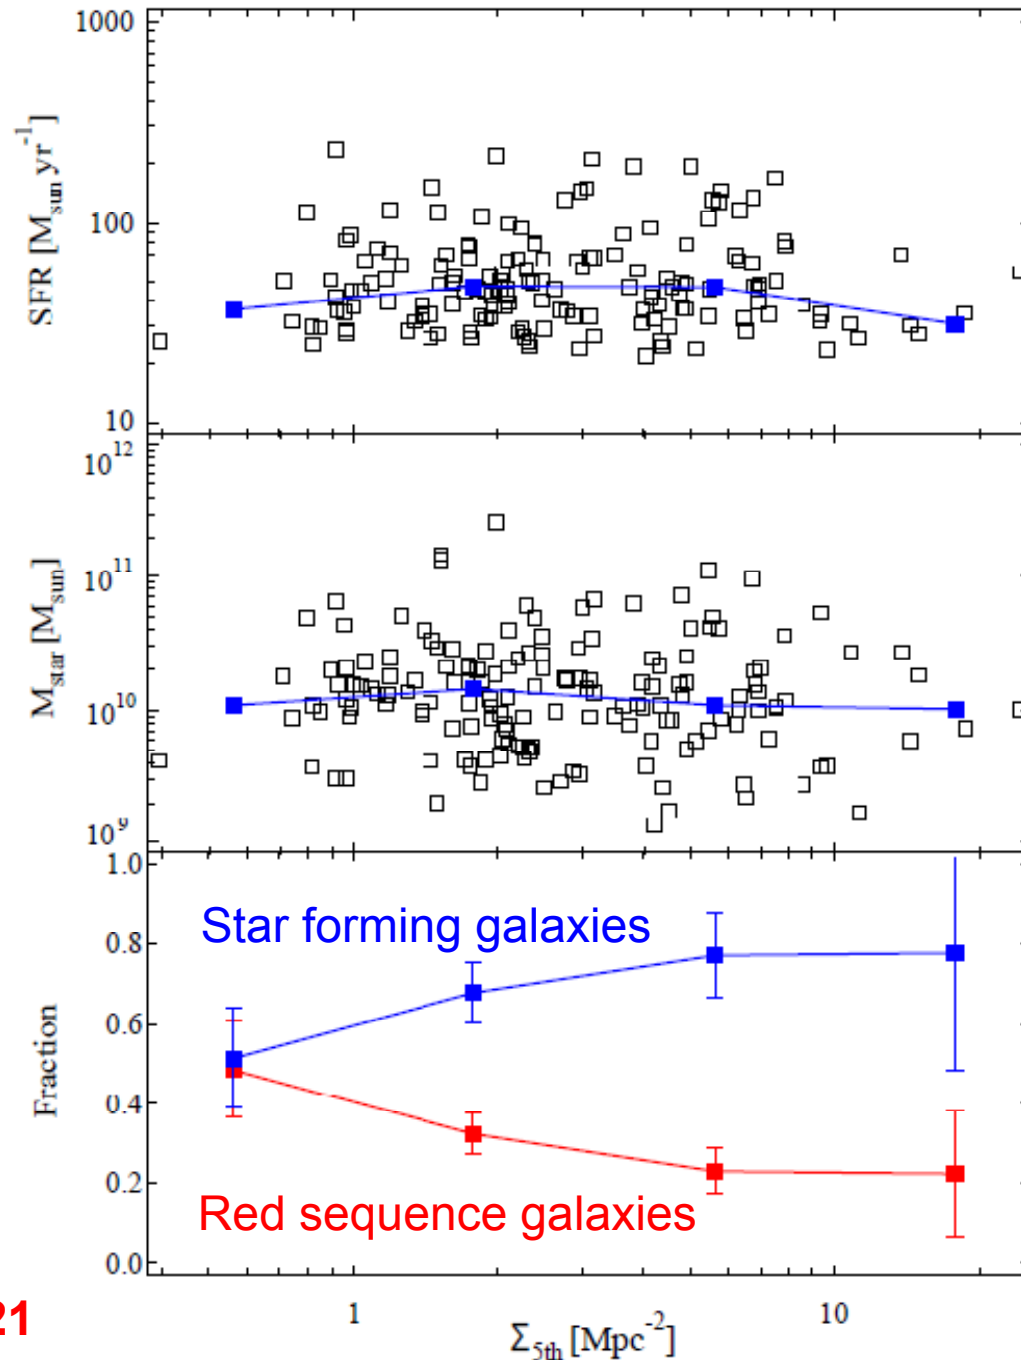 1000
100
10
SFR [M_sun yr^-1]
10^12
10^11
10^10
10^9
M_star [M_sun]
1.0
0.8
0.6
0.4
0.2
0.0
Fraction
Star forming galaxies
Red sequence galaxies
1
10
Σ_5th [Mpc^-2]
21